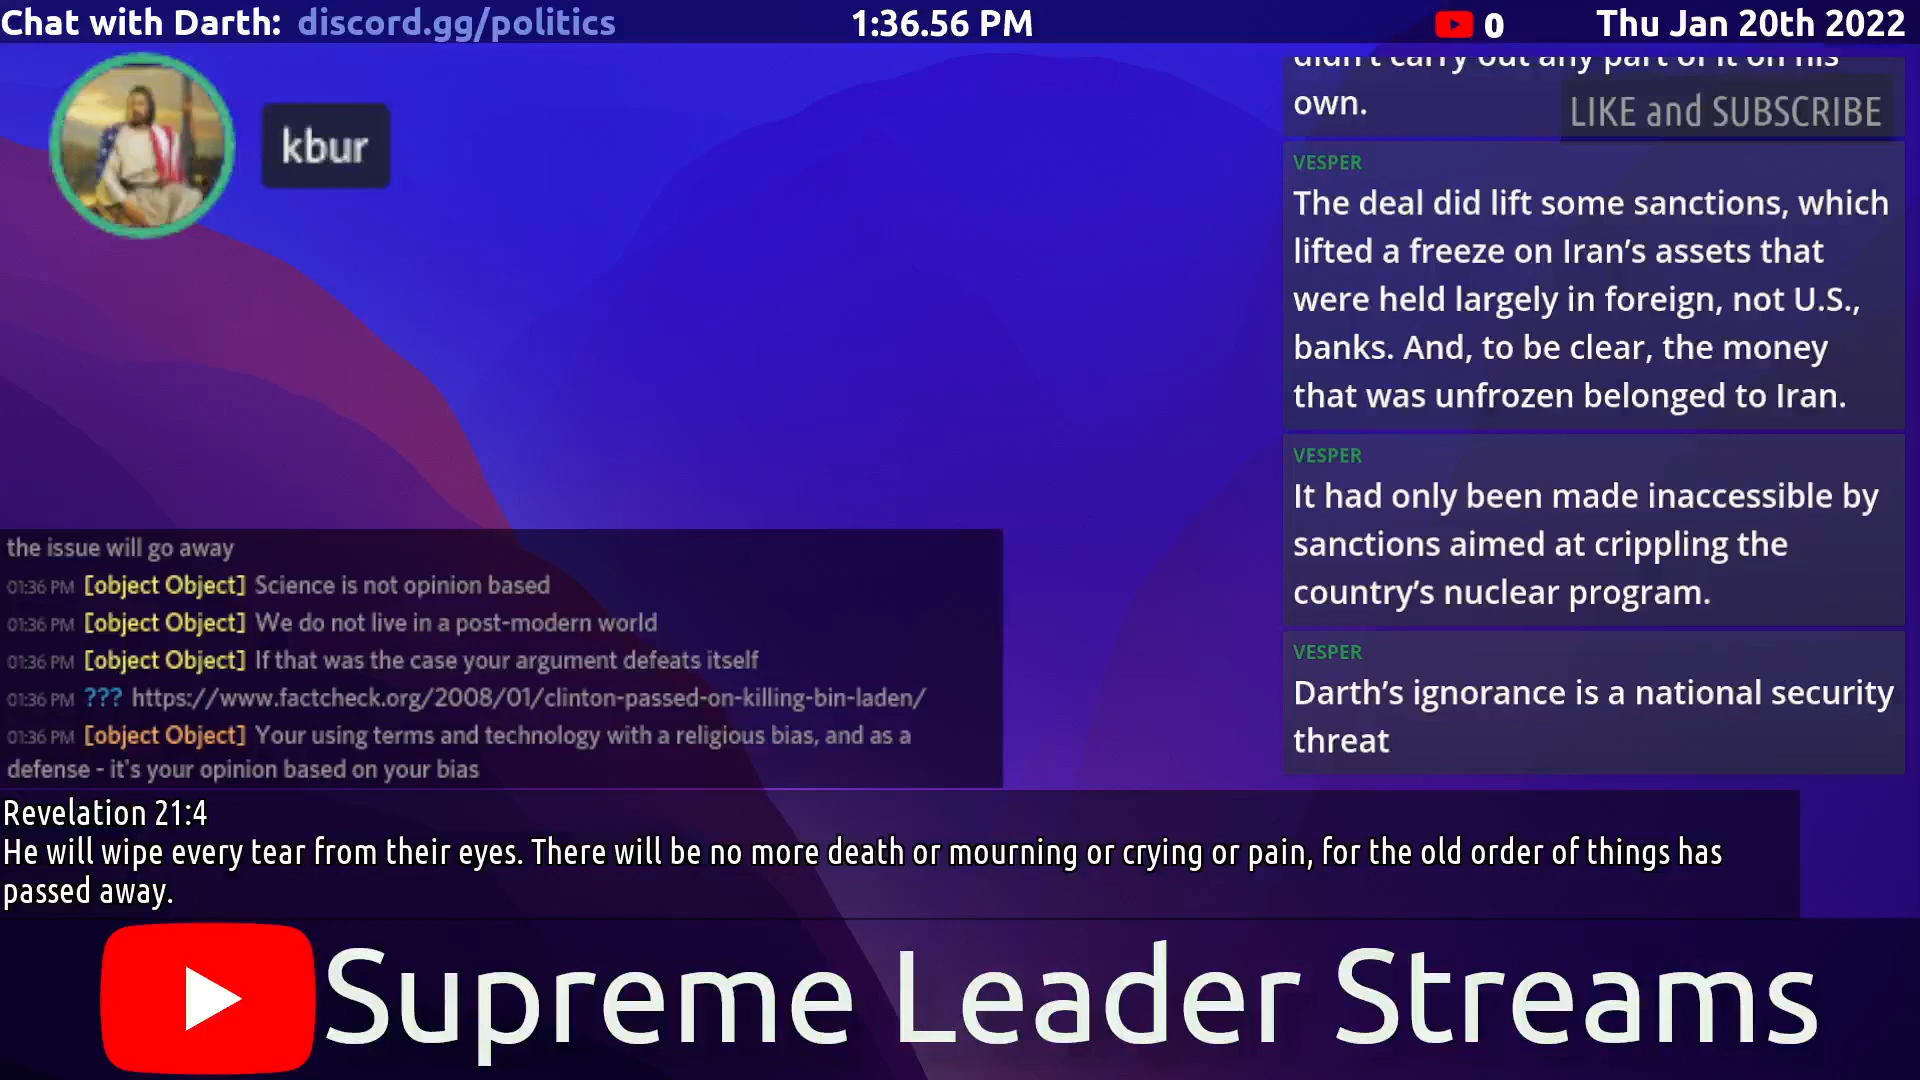 Chat with Darth: discord.gg/politics
1:36.56 PM
0
Thu Jan 20th 2022
kbur
didn't carry out any part of it on his
own.
LIKE and SUBSCRIBE
VESPER
The deal did lift some sanctions, which
lifted a freeze on Iran’s assets that
were held largely in foreign, not U.S.,
banks. And, to be clear, the money
that was unfrozen belonged to Iran.
VESPER
It had only been made inaccessible by
sanctions aimed at crippling the
country’s nuclear program.
VESPER
Darth’s ignorance is a national security
threat
the issue will go away
01:36 PM [object Object] Science is not opinion based
01:36 PM [object Object] We do not live in a post-modern world
01:36 PM [object Object] If that was the case your argument defeats itself
01:36 PM ??? https://www.factcheck.org/2008/01/clinton-passed-on-killing-bin-laden/
01:36 PM [object Object] Your using terms and technology with a religious bias, and as a
defense - it's your opinion based on your bias
Revelation 21:4
He will wipe every tear from their eyes. There will be no more death or mourning or crying or pain, for the old order of things has
passed away.
Supreme Leader Streams